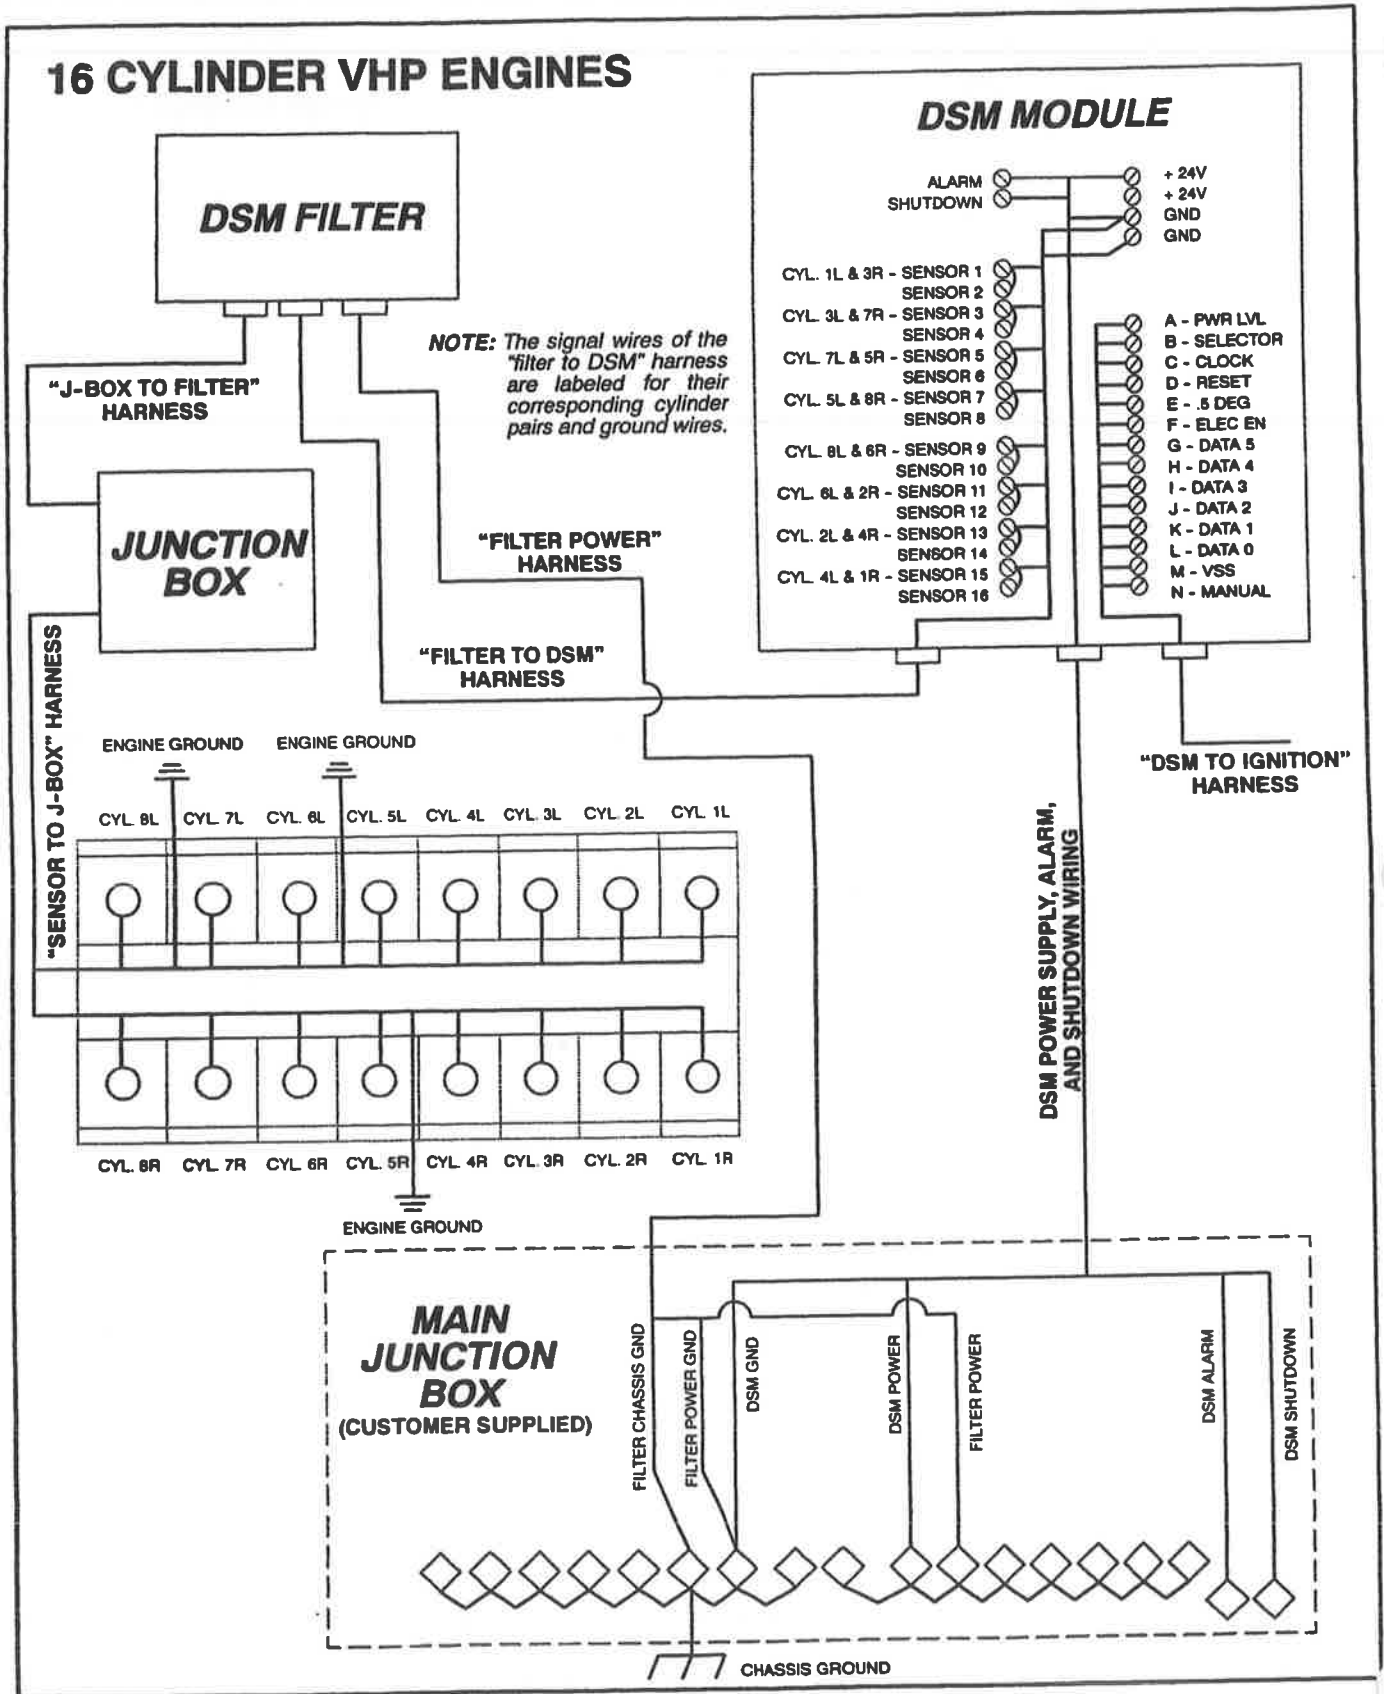 16 CYLINDER VHP ENGINES
DSM MODULE
DSM FILTER
ALARM
SHUTDOWN
+ 24V
+ 24V
GND
GND
CYL. 1L & 3R - SENSOR 1
SENSOR 2
CYL. 3L & 7R - SENSOR 3
SENSOR 4
CYL. 7L & 5R - SENSOR 5
SENSOR 6
CYL. 5L & 8R - SENSOR 7
SENSOR 8
CYL. 8L & 6R - SENSOR 9
SENSOR 10
CYL. 6L & 2R - SENSOR 11
SENSOR 12
CYL. 2L & 4R - SENSOR 13
SENSOR 14
CYL. 4L & 1R - SENSOR 15
SENSOR 16
A - PWR LVL
B - SELECTOR
C - CLOCK
D - RESET
E - .5 DEG
F - ELEC EN
G - DATA 5
H - DATA 4
I - DATA 3
J - DATA 2
K - DATA 1
L - DATA 0
M - VSS
N - MANUAL
NOTE: The signal wires of the
"filter to DSM" harness
are labeled for their
corresponding cylinder
pairs and ground wires.
"J-BOX TO FILTER"
HARNESS
JUNCTION
BOX
"FILTER POWER"
HARNESS
"FILTER TO DSM"
HARNESS
"SENSOR TO J-BOX" HARNESS
"DSM TO IGNITION"
HARNESS
ENGINE GROUND
ENGINE GROUND
CYL. 8L
CYL. 7L
CYL. 6L
CYL. 5L
CYL. 4L
CYL. 3L
CYL. 2L
CYL. 1L
CYL. 8R
CYL. 7R
CYL. 6R
CYL. 5R
CYL. 4R
CYL. 3R
CYL. 2R
CYL. 1R
ENGINE GROUND
DSM POWER SUPPLY, ALARM,
AND SHUTDOWN WIRING
MAIN
JUNCTION
BOX
(CUSTOMER SUPPLIED)
FILTER CHASSIS GND
FILTER POWER GND
DSM GND
DSM POWER
FILTER POWER
DSM ALARM
DSM SHUTDOWN
CHASSIS GROUND